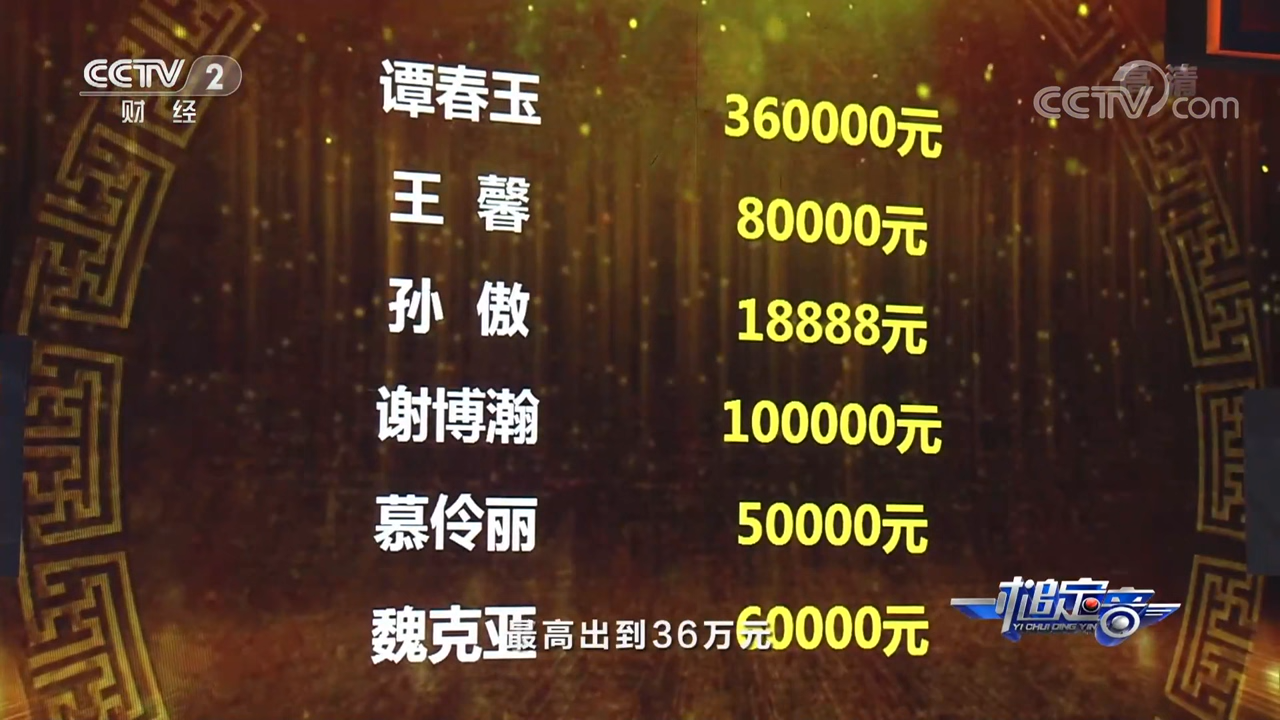 CCTV 2
财 经
高清
CCTV.com
谭春玉 360000元
王 馨 80000元
孙 傲 18888元
谢博瀚 100000元
慕伶丽 50000元
魏克亚 60000元
最高出到36万元
一槌定音
YI CHUI DING YIN